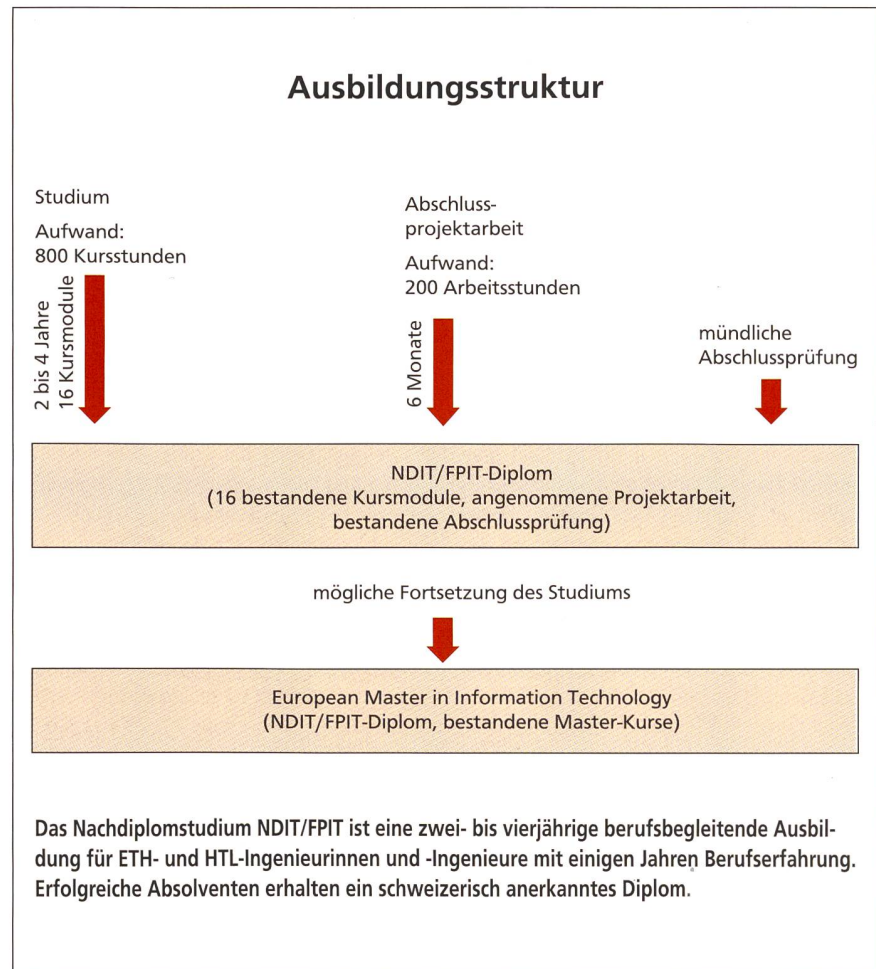 Ausbildungsstruktur
Studium
Aufwand:
800 Kursstunden
2 bis 4 Jahre
16 Kursmodule
Abschluss-
projektarbeit
Aufwand:
200 Arbeitsstunden
6 Monate
mündliche
Abschlussprüfung
NDIT/FPIT-Diplom
(16 bestandene Kursmodule, angenommene Projektarbeit,
bestandene Abschlussprüfung)
mögliche Fortsetzung des Studiums
European Master in Information Technology
(NDIT/FPIT-Diplom, bestandene Master-Kurse)
Das Nachdiplomstudium NDIT/FPIT ist eine zwei- bis vierjährige berufsbegleitende Ausbil-
dung für ETH- und HTL-Ingenieurinnen und -Ingenieure mit einigen Jahren Berufserfahrung.
Erfolgreiche Absolventen erhalten ein schweizerisch anerkanntes Diplom.